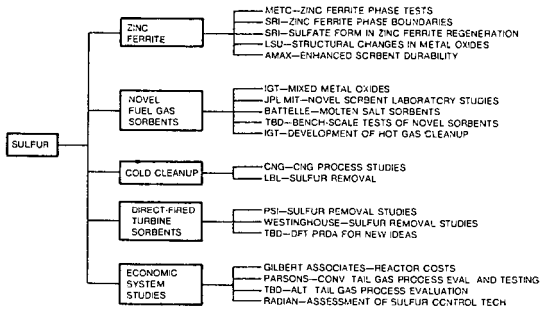 ZINC
FERRITE
METC—ZINC FERRITE PHASE TESTS
SRI—ZINC FERRITE PHASE BOUNDARIES
SRI—SULFATE FORM IN ZINC FERRITE REGENERATION
LSU—STRUCTURAL CHANGES IN METAL OXIDES
AMAX—ENHANCED SORBENT DURABILITY
NOVEL
FUEL GAS
SORBENTS
IGT—MIXED METAL OXIDES
JPL MIT—NOVEL SORBENT LABORATORY STUDIES
BATTELLE—MOLTEN SALT SORBENTS
TBD—BENCH-SCALE TESTS OF NOVEL SORBENTS
IGT—DEVELOPMENT OF HOT GAS CLEANUP
SULFUR
COLD CLEANUP
CNG—CNG PROCESS STUDIES
LBL—SULFUR REMOVAL
DIRECT-FIRED
TURBINE
SORBENTS
PSI—SULFUR REMOVAL STUDIES
WESTINGHOUSE—SULFUR REMOVAL STUDIES
TBD—DFT PRDA FOR NEW IDEAS
ECONOMIC
SYSTEM
STUDIES
GILBERT ASSOCIATES—REACTOR COSTS
PARSONS—CONV TAIL GAS PROCESS EVAL AND TESTING
TBD—ALT TAIL GAS PROCESS EVALUATION
RADIAN—ASSESSMENT OF SULFUR CONTROL TECH